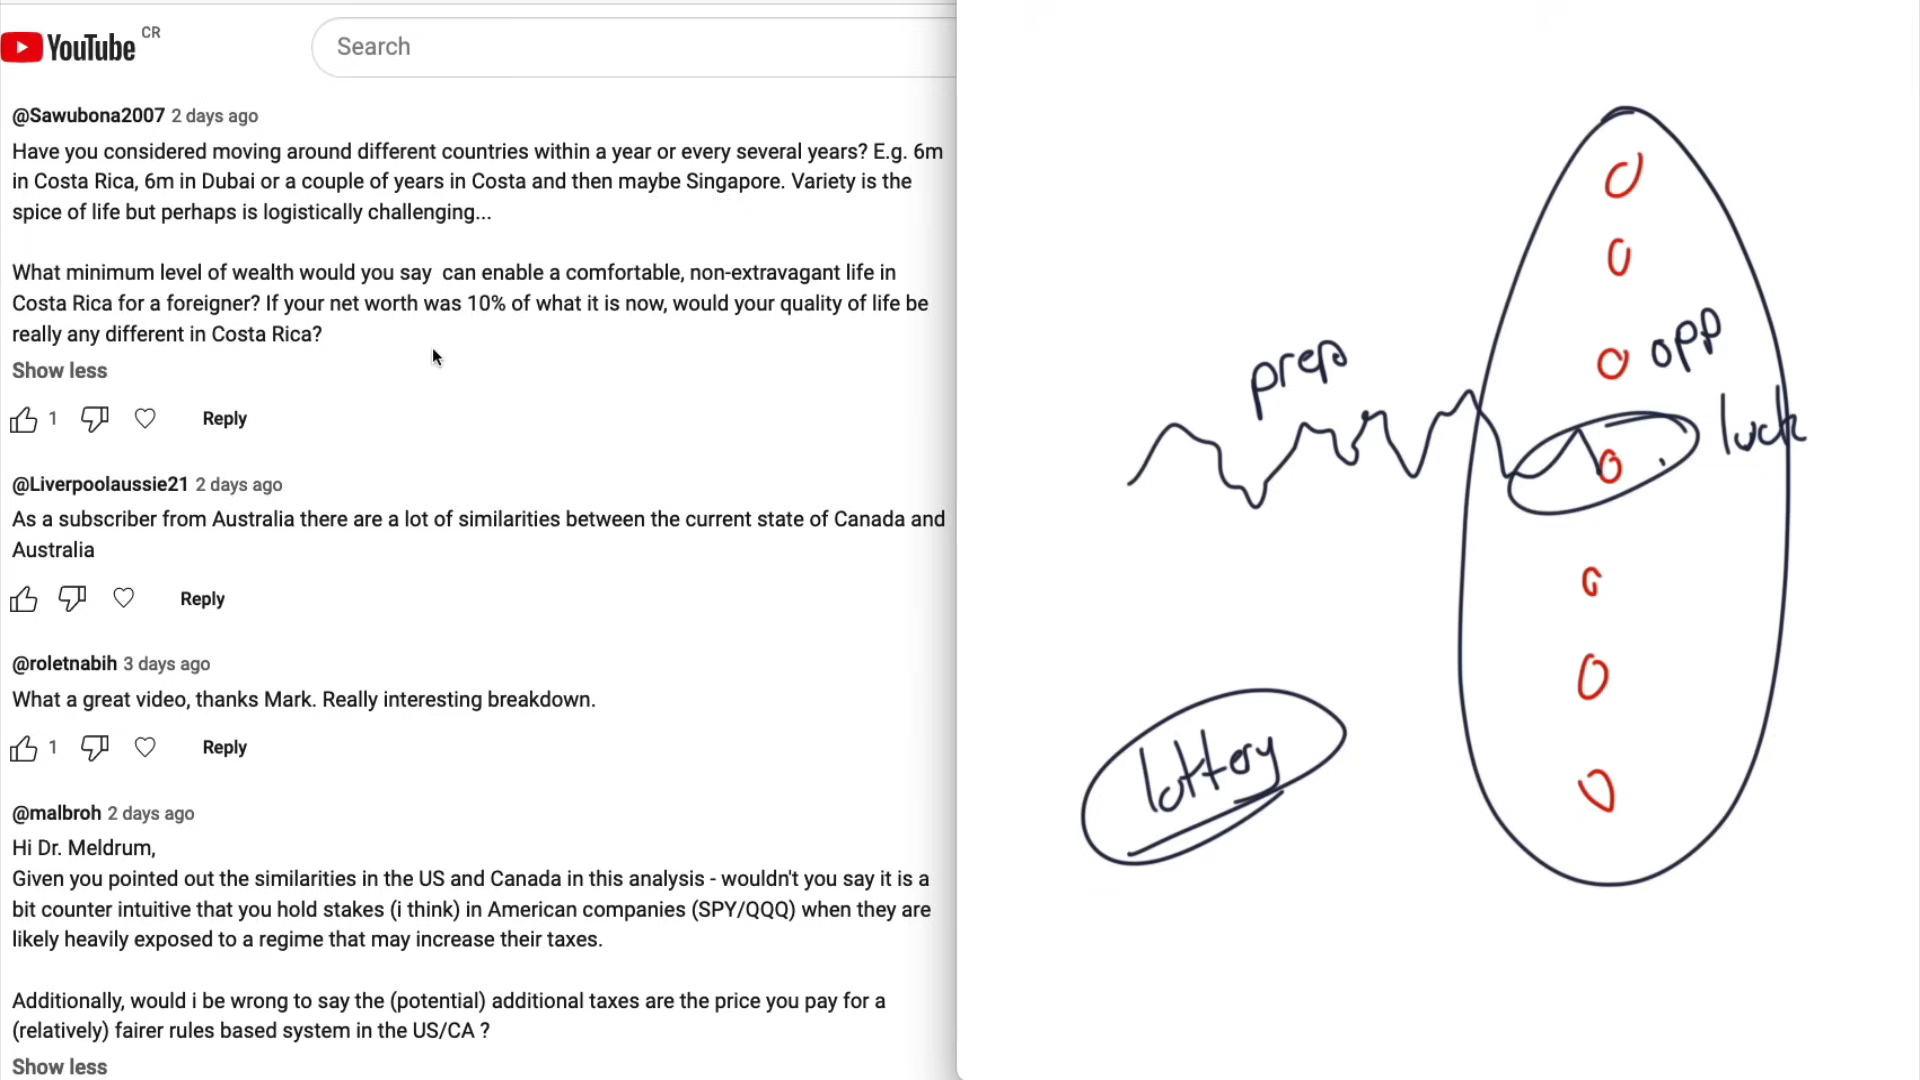 YouTube CR
Search
@Sawubona2007 2 days ago
Have you considered moving around different countries within a year or every several years? E.g. 6m
in Costa Rica, 6m in Dubai or a couple of years in Costa and then maybe Singapore. Variety is the
spice of life but perhaps is logistically challenging...
What minimum level of wealth would you say can enable a comfortable, non-extravagant life in
Costa Rica for a foreigner? If your net worth was 10% of what it is now, would your quality of life be
really any different in Costa Rica?
Show less
1 Reply
@Liverpoolaussie21 2 days ago
As a subscriber from Australia there are a lot of similarities between the current state of Canada and
Australia
Reply
@roletnabih 3 days ago
What a great video, thanks Mark. Really interesting breakdown.
1 Reply
@malbroh 2 days ago
Hi Dr. Meldrum,
Given you pointed out the similarities in the US and Canada in this analysis - wouldn't you say it is a
bit counter intuitive that you hold stakes (i think) in American companies (SPY/QQQ) when they are
likely heavily exposed to a regime that may increase their taxes.
Additionally, would i be wrong to say the (potential) additional taxes are the price you pay for a
(relatively) fairer rules based system in the US/CA ?
Show less
prep
opp
luck
lottery